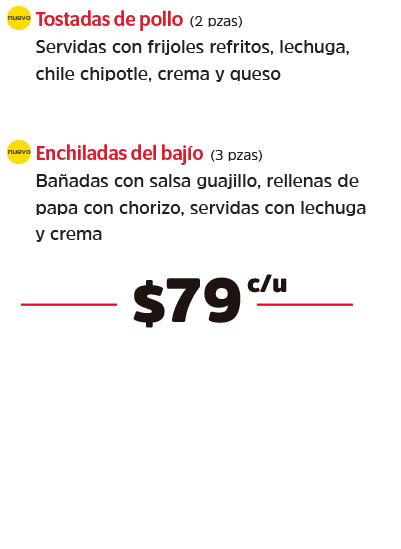 nuevo Tostadas de pollo (2 pzas)
Servidas con frijoles refritos, lechuga,
chile chipotle, crema y queso
nuevo Enchiladas del bajío (3 pzas)
Bañadas con salsa guajillo, rellenas de
papa con chorizo, servidas con lechuga
y crema
$79 c/u